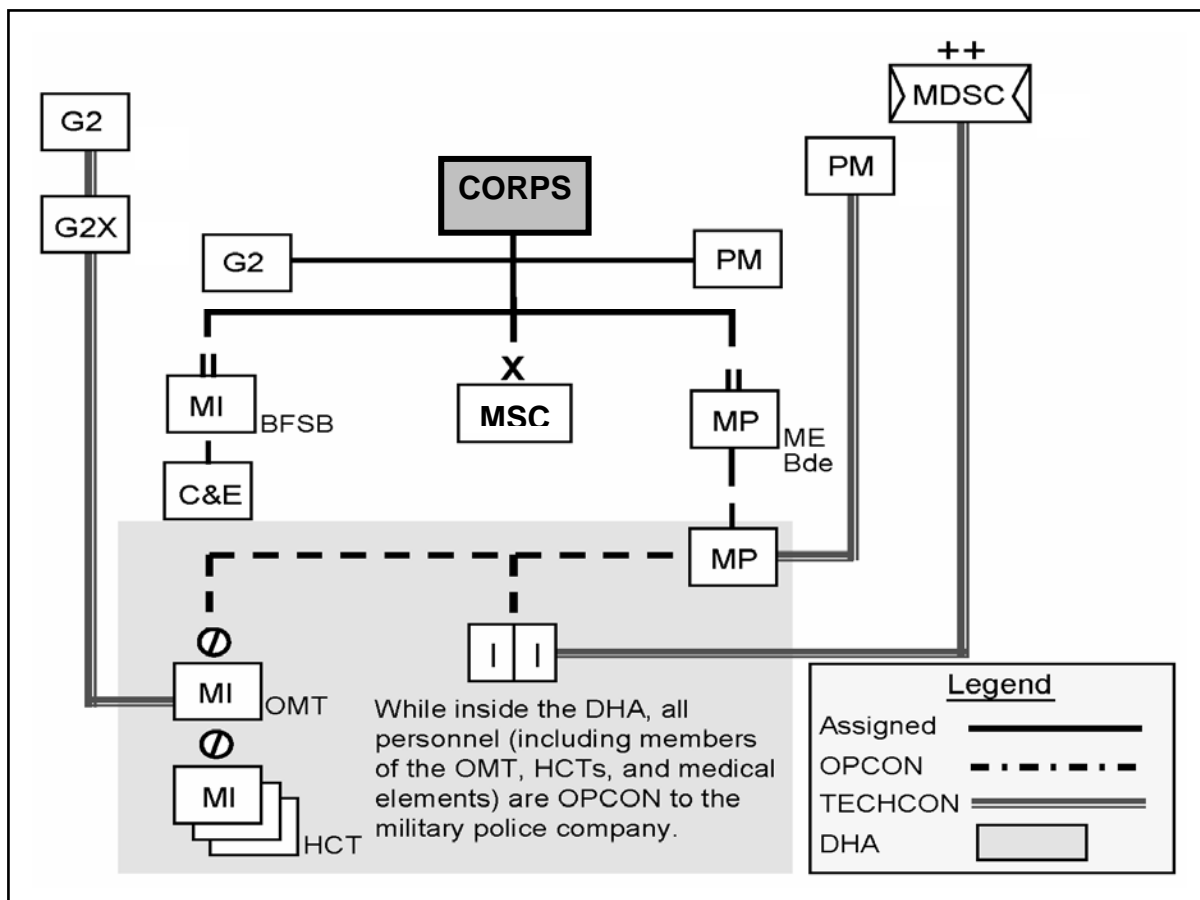 ++
MDSC
G2
PM
CORPS
G2X
G2
PM
X
MI
BFSB
MSC
MP
ME
Bde
C&E
MP
MI
OMT
I I
While inside the DHA, all
personnel (including members
of the OMT, HCTs, and medical
elements) are OPCON to the
military police company.
MI
HCT
Legend
Assigned
OPCON
TECHCON
DHA